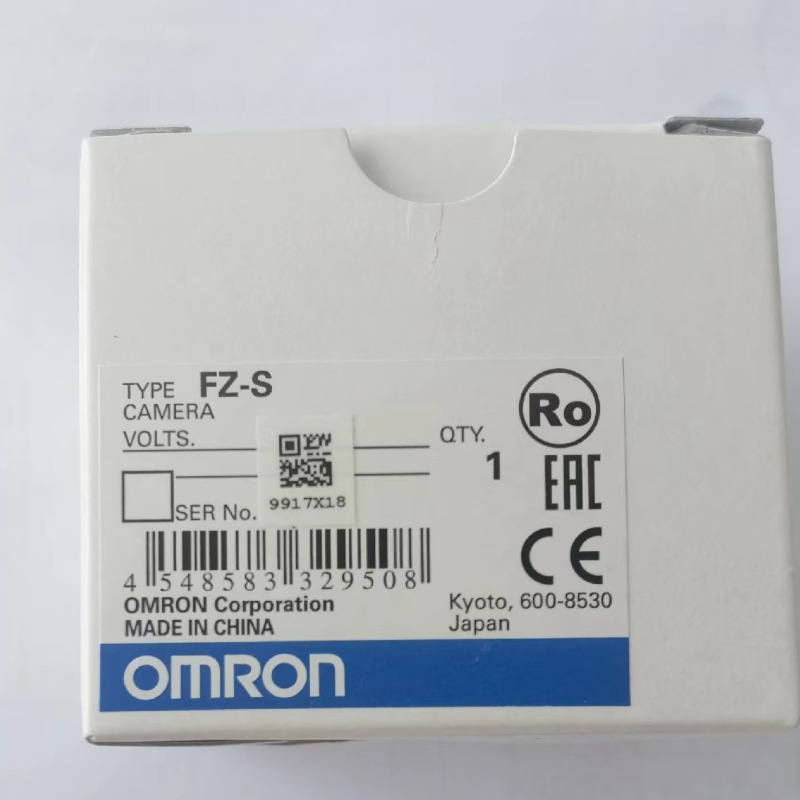 TYPE FZ-S
CAMERA
VOLTS.
QTY.
1
9917X18
SER No.
Ro
EAC
CE
4 548583 329508
OMRON Corporation
MADE IN CHINA
Kyoto, 600-8530
Japan
OMRON